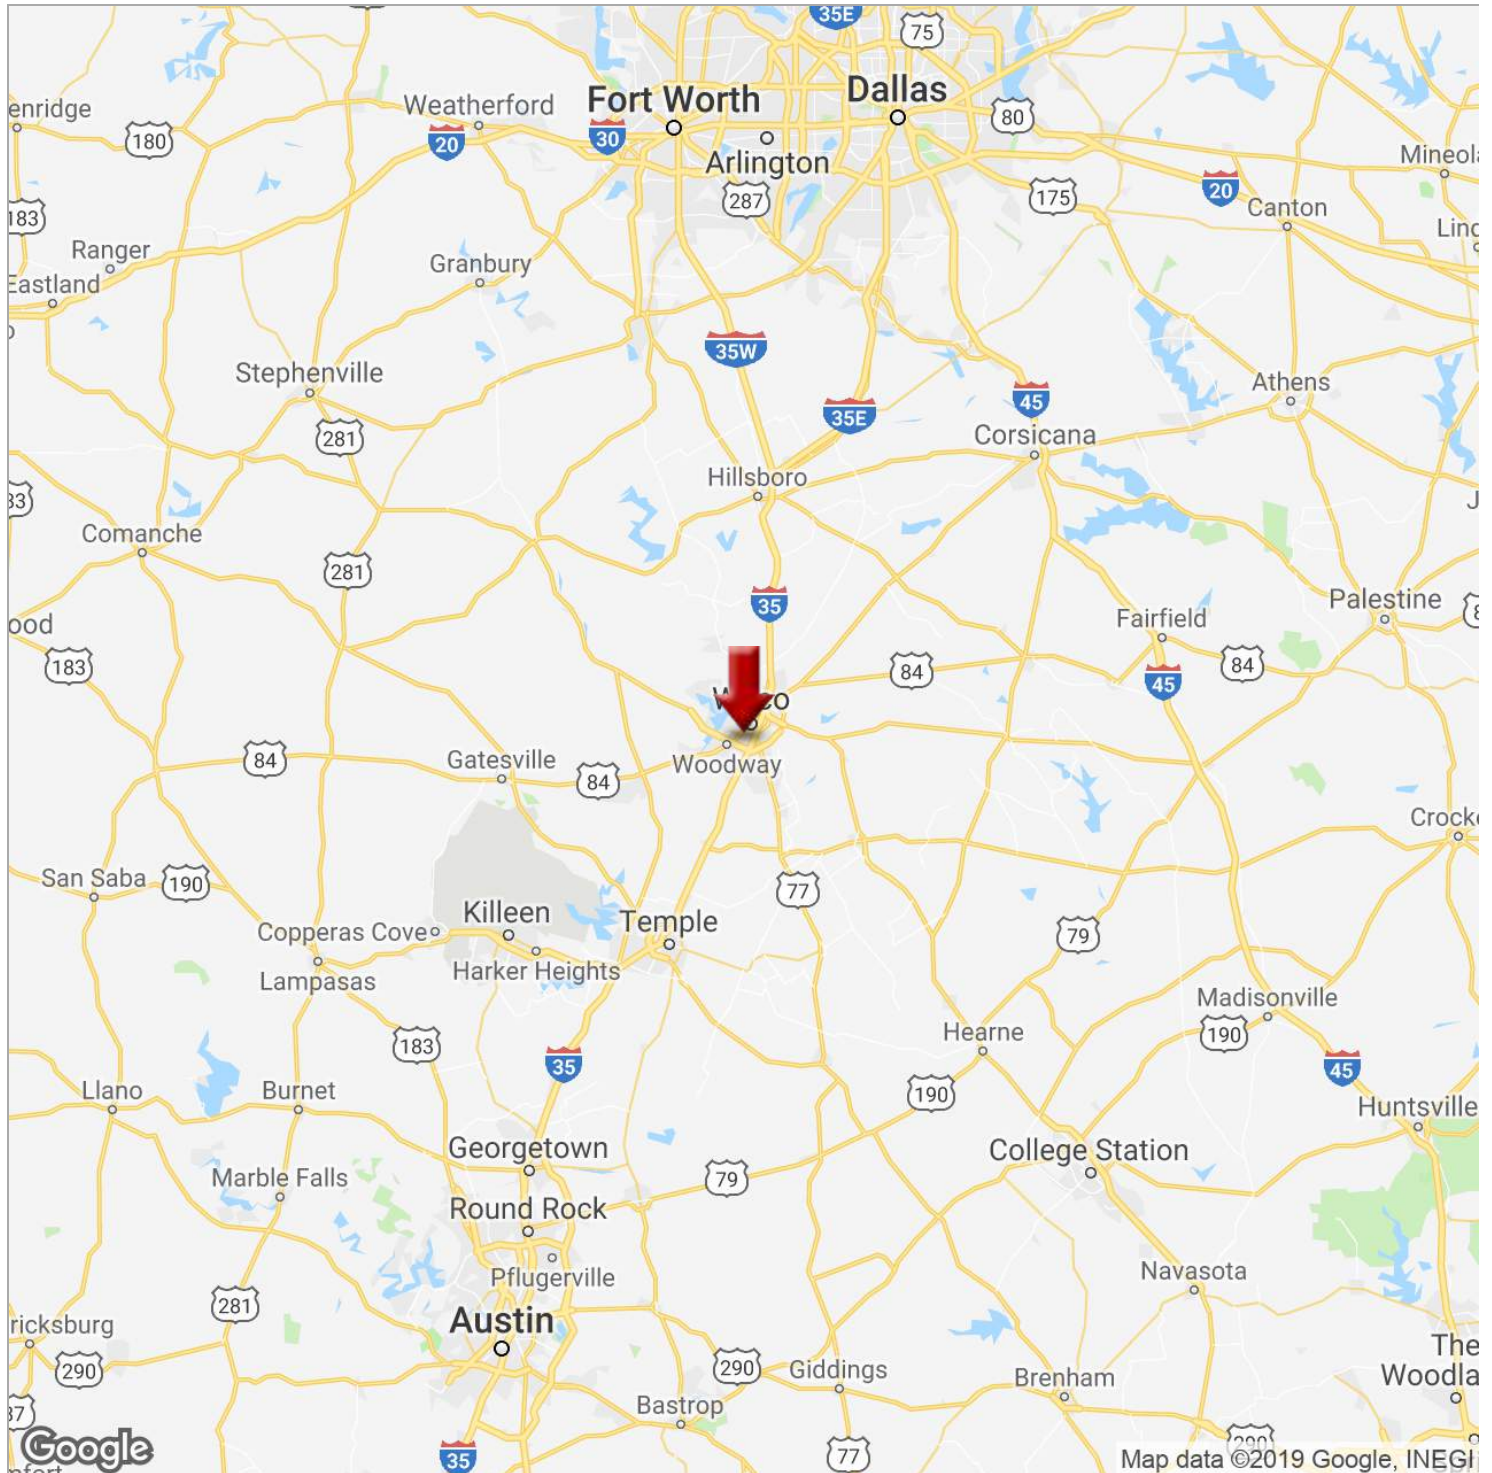 35E
75
enridge
Weatherford
Fort Worth
Dallas
180
20
30
80
Arlington
Mineol
287
175
20
183
Canton
Ranger
Granbury
Linc
Eastland
35W
Stephenville
Athens
35E
45
281
Corsicana
Hillsboro
33
J
Comanche
281
35
Palestine
Fairfield
ood
183
84
84
45
Woodway
84
Gatesville
84
Crock
San Saba
190
77
Killeen
Temple
Copperas Cove
79
Harker Heights
Lampasas
Madisonville
183
Hearne
190
35
45
Llano
Burnet
190
Huntsville
Georgetown
College Station
Marble Falls
79
Round Rock
Pflugerville
Navasota
281
Austin
ricksburg
290
290
Giddings
The
Woodla
Brenham
Bastrop
37
Google
35
77
290
Map data ©2019 Google, INEGI